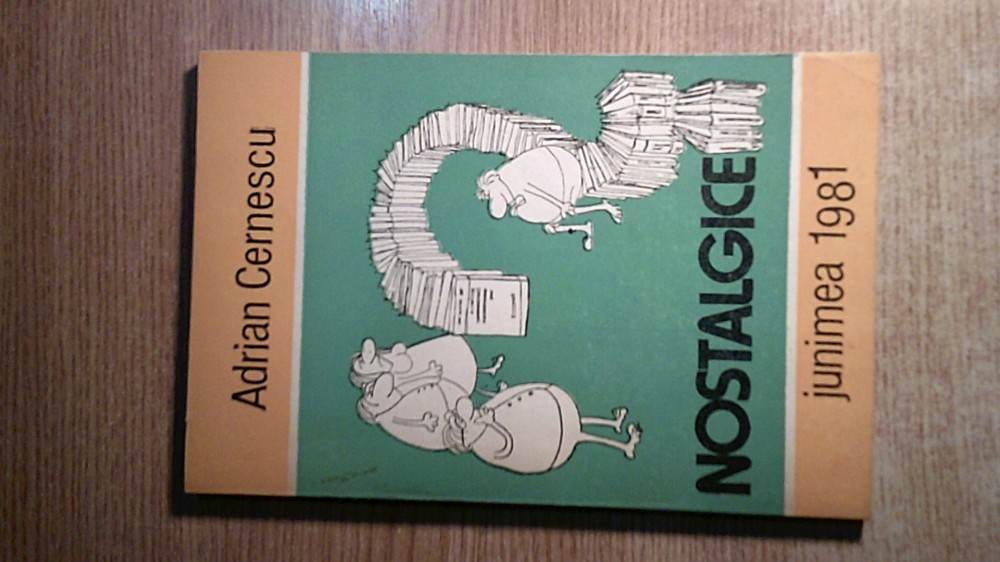 Adrian Cernescu
NOSTALGICE
junimea 1981